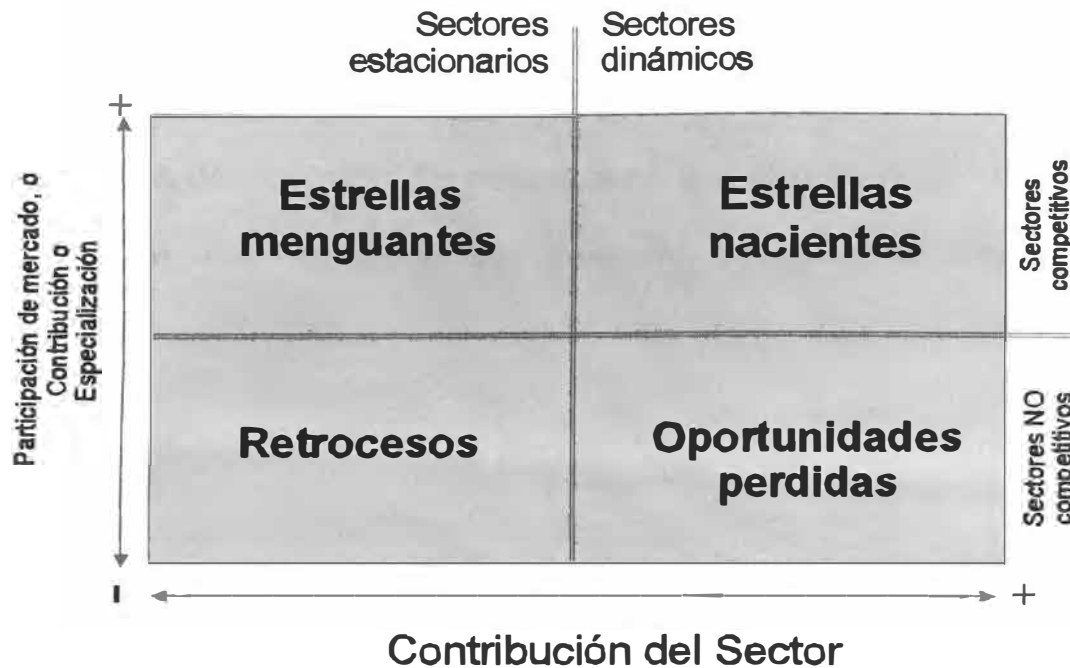 Sectores
estacionarios
Sectores
dinámicos
+
Participación de mercado, o
Contribución o
Especialización
Estrellas
menguantes
Estrellas
nacientes
Sectores
competitivos
Retrocesos
Oportunidades
perdidas
Sectores NO
competitivos
-
+
Contribución del Sector